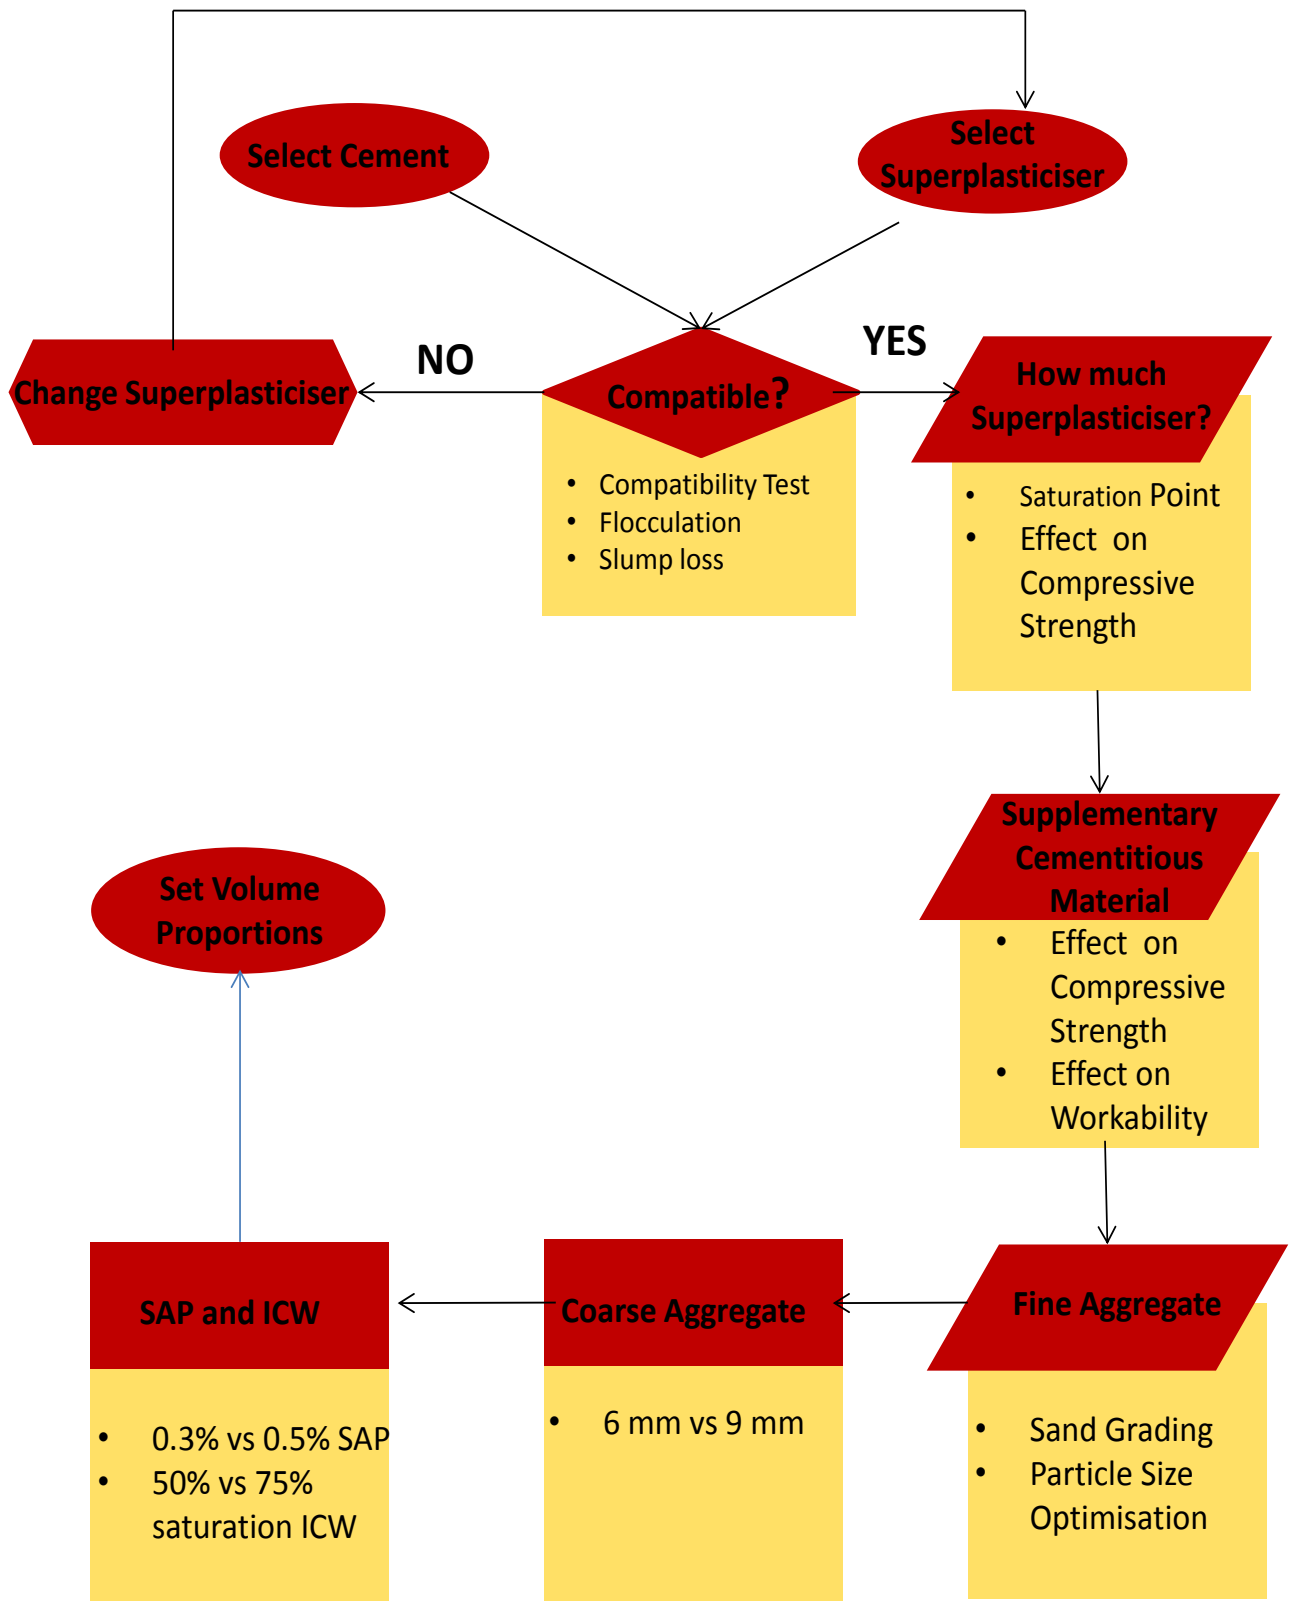 Select Cement
Select
Superplasticiser
Change Superplasticiser
NO
Compatible?
YES
How much
Superplasticiser?
• Compatibility Test
• Flocculation
• Slump loss
• Saturation Point
• Effect on
Compressive
Strength
Supplementary
Cementitious
Material
• Effect on
Compressive
Strength
• Effect on
Workability
Set Volume
Proportions
SAP and ICW
Coarse Aggregate
Fine Aggregate
• 0.3% vs 0.5% SAP
• 50% vs 75%
saturation ICW
• 6 mm vs 9 mm
• Sand Grading
• Particle Size
Optimisation